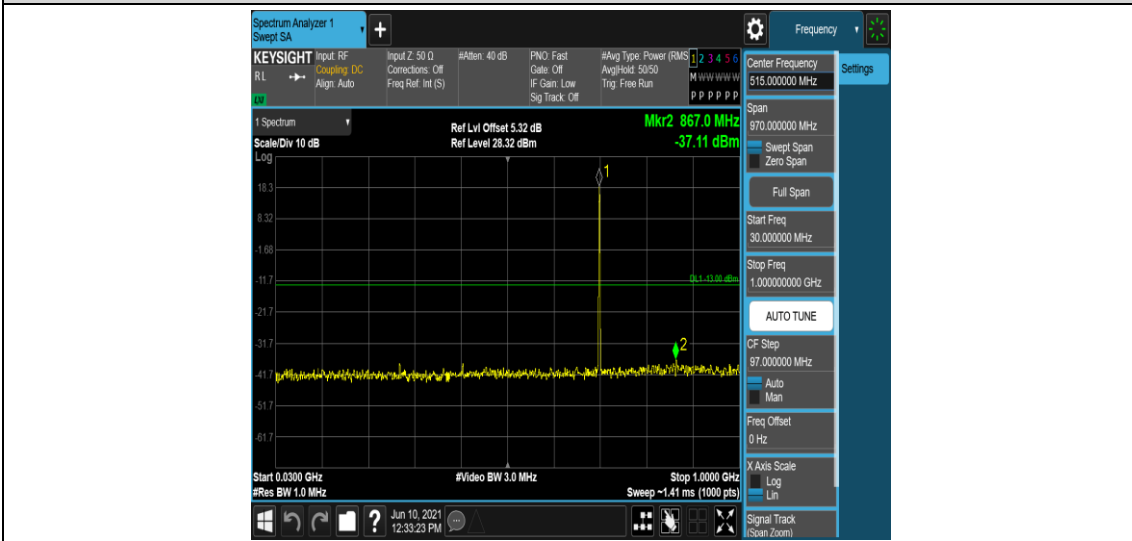 Spectrum Analyzer 1
Swept SA
+
Frequency
KEYSIGHT
RL
LXI
Input: RF
Coupling: DC
Align: Auto
Input Z: 50 Ω
Corrections: Off
Freq Ref: Int (S)
#Atten: 40 dB
PNO: Fast
Gate: Off
IF Gain: Low
Sig Track: Off
#Avg Type: Power (RMS
Avg|Hold: 50/50
Trig: Free Run
1 2 3 4 5 6
M W W W W W
P P P P P P
1 Spectrum
Scale/Div 10 dB
Ref Lvl Offset 5.32 dB
Ref Level 28.32 dBm
Mkr2 867.0 MHz
-37.11 dBm
Log
18.3
8.32
-1.68
-11.7
-21.7
-31.7
-41.7
-51.7
-61.7
1
DL1 -13.00 dBm
2
Start 0.0300 GHz
#Res BW 1.0 MHz
#Video BW 3.0 MHz
Stop 1.0000 GHz
Sweep ~1.41 ms (1000 pts)
?
Jun 10, 2021
12:33:23 PM
Center Frequency
515.000000 MHz
Settings
Span
970.000000 MHz
Swept Span
Zero Span
Full Span
Start Freq
30.000000 MHz
Stop Freq
1.000000000 GHz
AUTO TUNE
CF Step
97.000000 MHz
Auto
Man
Freq Offset
0 Hz
X Axis Scale
Log
Lin
Signal Track
(Span Zoom)